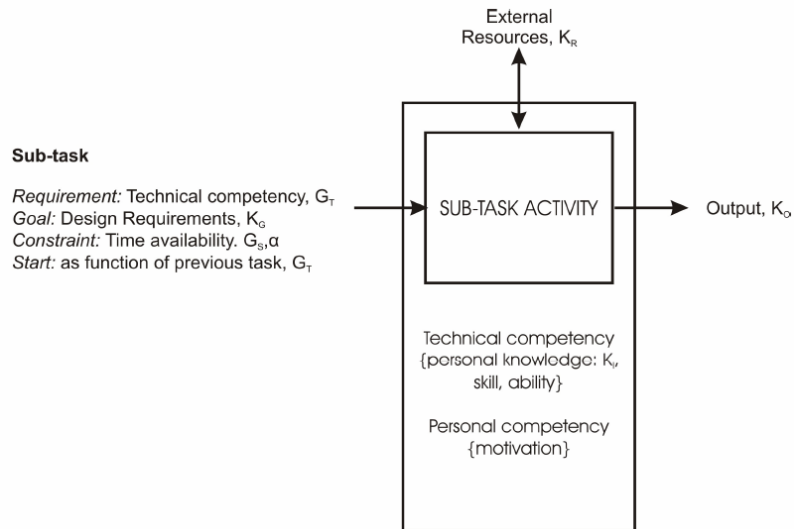 External
Resources, K_R
Sub-task
Requirement: Technical competency, G_T
Goal: Design Requirements, K_G
Constraint: Time availability. G_S,α
Start: as function of previous task, G_T
SUB-TASK ACTIVITY
Output, K_O
Technical competency
{personal knowledge: K_I,
skill, ability}
Personal competency
{motivation}